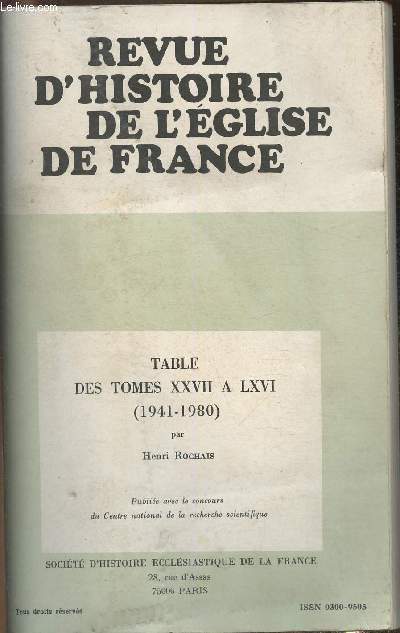 www.le-livre.com
REVUE
D'HISTOIRE
DE L'ÉGLISE
DE FRANCE
TABLE
DES TOMES XXVII A LXVI
(1941-1980)
par
Henri ROCHAIS
Publiée avec le concours
du Centre national de la recherche scientifique
SOCIÉTÉ D'HISTOIRE ECCLÉSIASTIQUE DE LA FRANCE
28, rue d'Assas
75006 PARIS
Tous droits réservés
ISSN 0300-9505